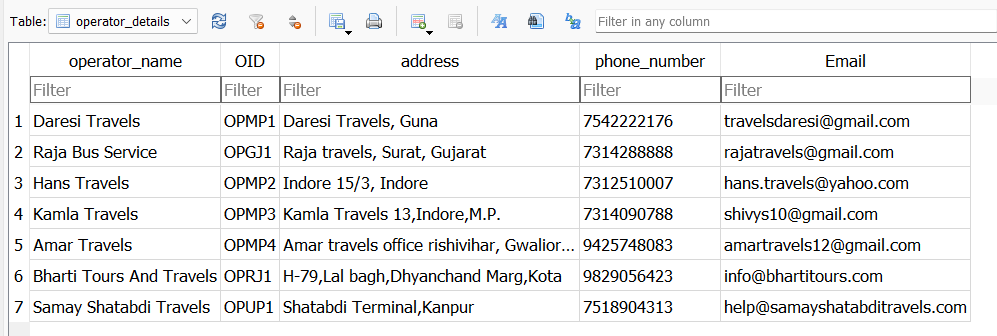 Table: operator_details Filter in any column
operator_name OID address phone_number Email
Filter Filter Filter Filter Filter
1 Daresi Travels OPMP1 Daresi Travels, Guna 7542222176 travelsdaresi@gmail.com
2 Raja Bus Service OPGJ1 Raja travels, Surat, Gujarat 7314288888 rajatravels@gmail.com
3 Hans Travels OPMP2 Indore 15/3, Indore 7312510007 hans.travels@yahoo.com
4 Kamla Travels OPMP3 Kamla Travels 13,Indore,M.P. 7314090788 shivys10@gmail.com
5 Amar Travels OPMP4 Amar travels office rishivihar, Gwalior... 9425748083 amartravels12@gmail.com
6 Bharti Tours And Travels OPRJ1 H-79,Lal bagh,Dhyanchand Marg,Kota 9829056423 info@bhartitours.com
7 Samay Shatabdi Travels OPUP1 Shatabdi Terminal,Kanpur 7518904313 help@samayshatabditravels.com